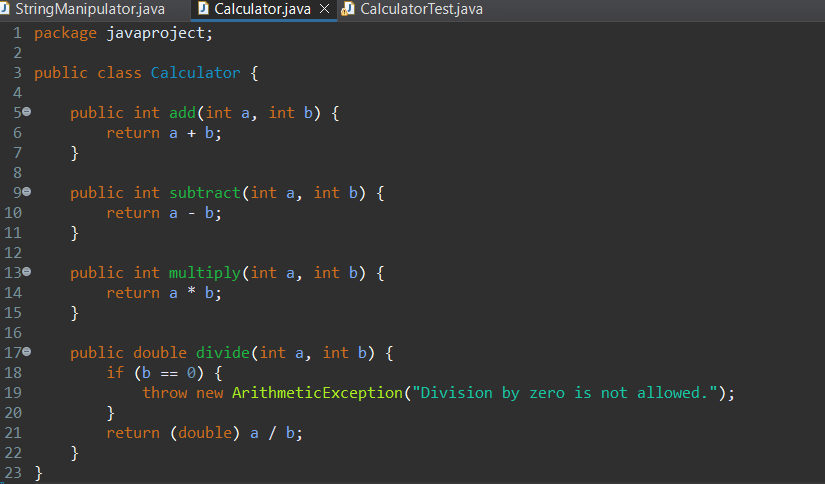 StringManipulator.java Calculator.java CalculatorTest.java
1 package javaproject;
2
3 public class Calculator {
4
5 public int add(int a, int b) {
6 return a + b;
7 }
8
9 public int subtract(int a, int b) {
10 return a - b;
11 }
12
13 public int multiply(int a, int b) {
14 return a * b;
15 }
16
17 public double divide(int a, int b) {
18 if (b == 0) {
19 throw new ArithmeticException("Division by zero is not allowed.");
20 }
21 return (double) a / b;
22 }
23 }